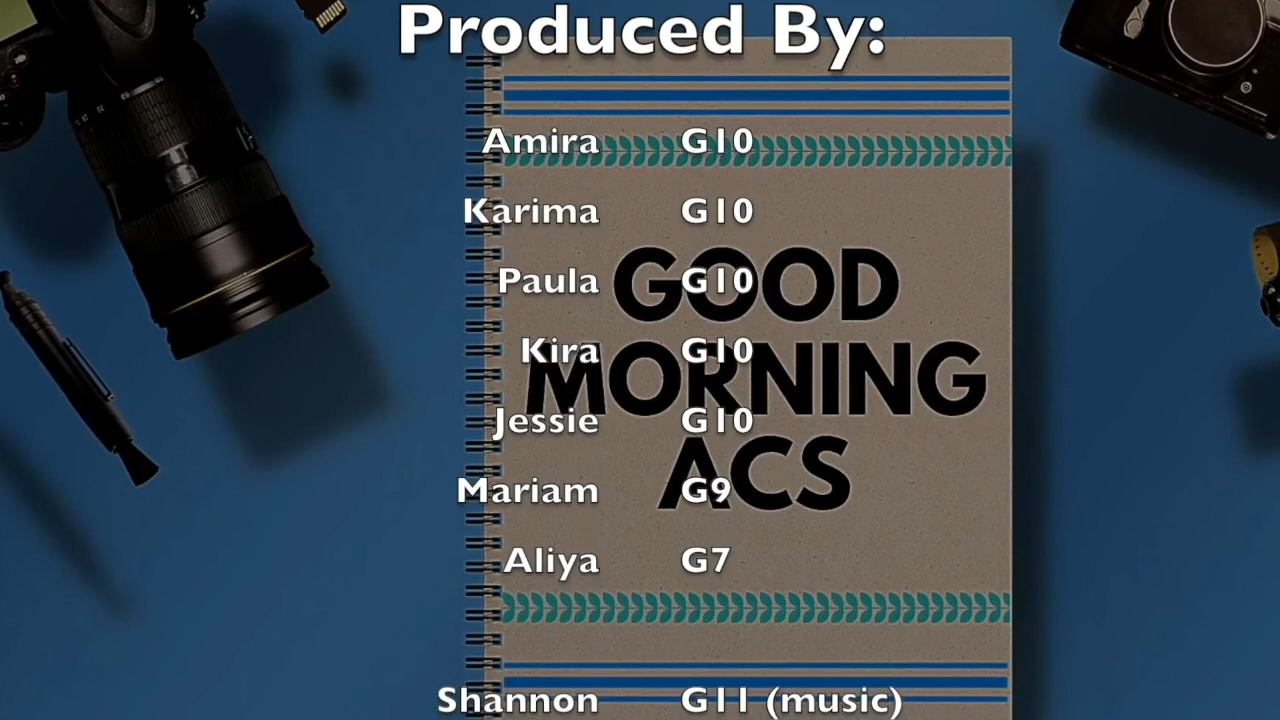 Produced By:
Amira G10
Karima G10
Paula G10
Kira G10
Jessie G10
Mariam G9
Aliya G7
Shannon G11 (music)
GOOD
MORNING
ACS